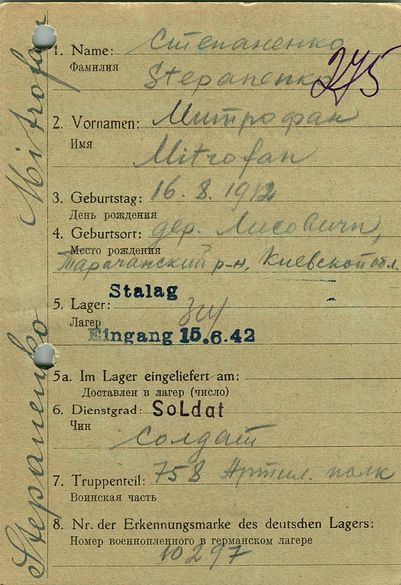 Mitrofan
Stepanenko
1. Name: Степаненко
Фамилия
Stepanenko
275
2. Vornamen: Митрофан
Имя
Mitrofan
3. Geburtstag: 16.8.1912
День рождения
4. Geburtsort: дер. Лисовичи,
Место рождения
Таращанский р-н, Киевской обл.
Stalag
5. Lager:
Лагер
Eingang 15.6.42
5a. Im Lager eingeliefert am:
Доставлен в лагер (число)
6. Dienstgrad: Soldat
Чин
Солдат
7. Truppenteil: 758 Артил. полк
Воинская часть
8. Nr. der Erkennungsmarke des deutschen Lagers:
Номер военнопленного в германском лагере
10297